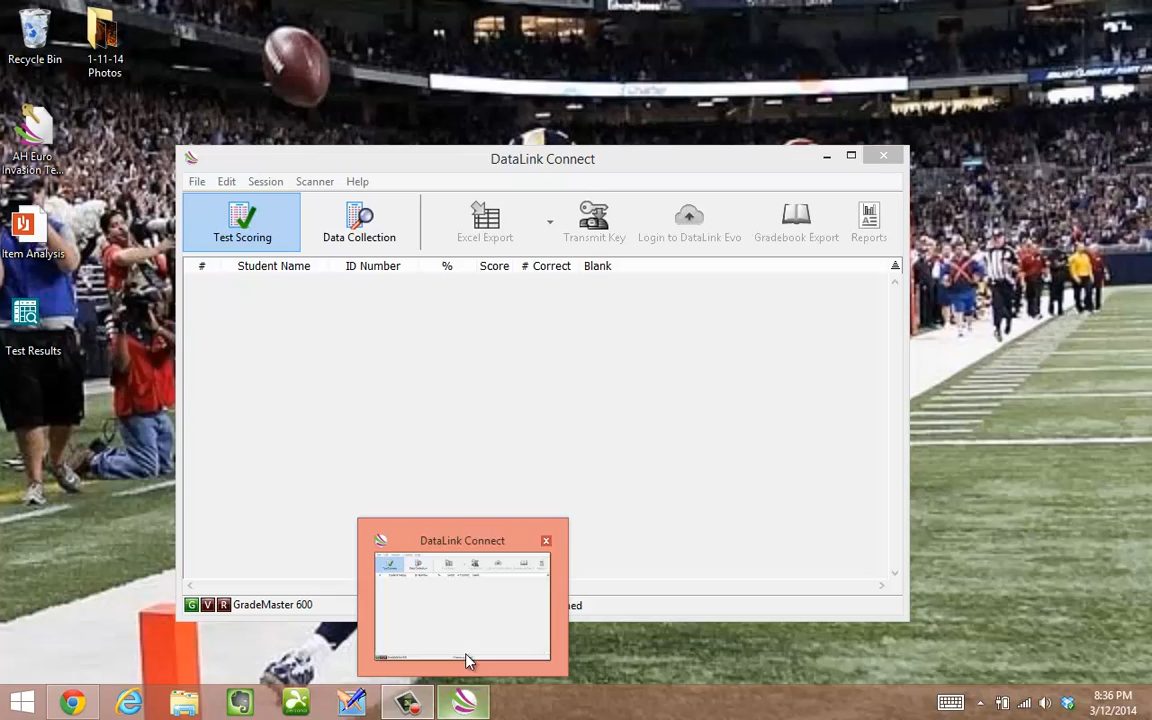 Recycle Bin
1-11-14
Photos
AH Euro
Invasion Te...
Item Analysis
Test Results
DataLink Connect
File Edit Session Scanner Help
Test Scoring
Data Collection
Excel Export
Transmit Key
Login to DataLink Evo
Gradebook Export
Reports
# Student Name ID Number % Score # Correct Blank
G V R GradeMaster 600
DataLink Connect
8:36 PM
3/12/2014